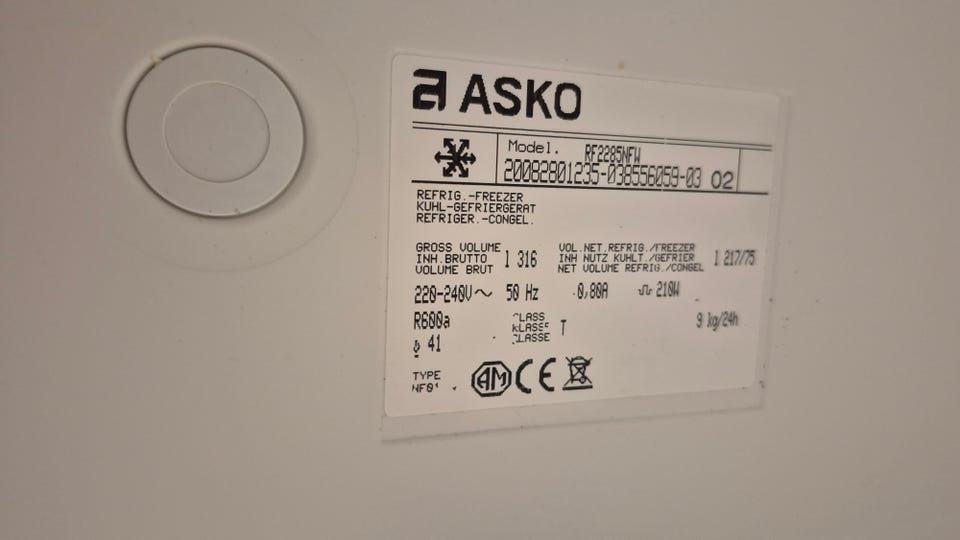 a ASKO
Model. RF2285NFW
20082801235-038556059-03 02
REFRIG.-FREEZER
KUHL-GEFRIERGERAT
REFRIGER.-CONGEL.
GROSS VOLUME
INH.BRUTTO l 316
VOLUME BRUT
VOL.NET.REFRIG./FREEZER
INH NUTZ KUHLT./GEFRIER l 217/75
NET VOLUME REFRIG./CONGEL
220-240V~ 50 Hz 0,80A 210W
R600a
CLASS
KLASSE T
CLASSE
9 kg/24h
41
TYPE
AM CE